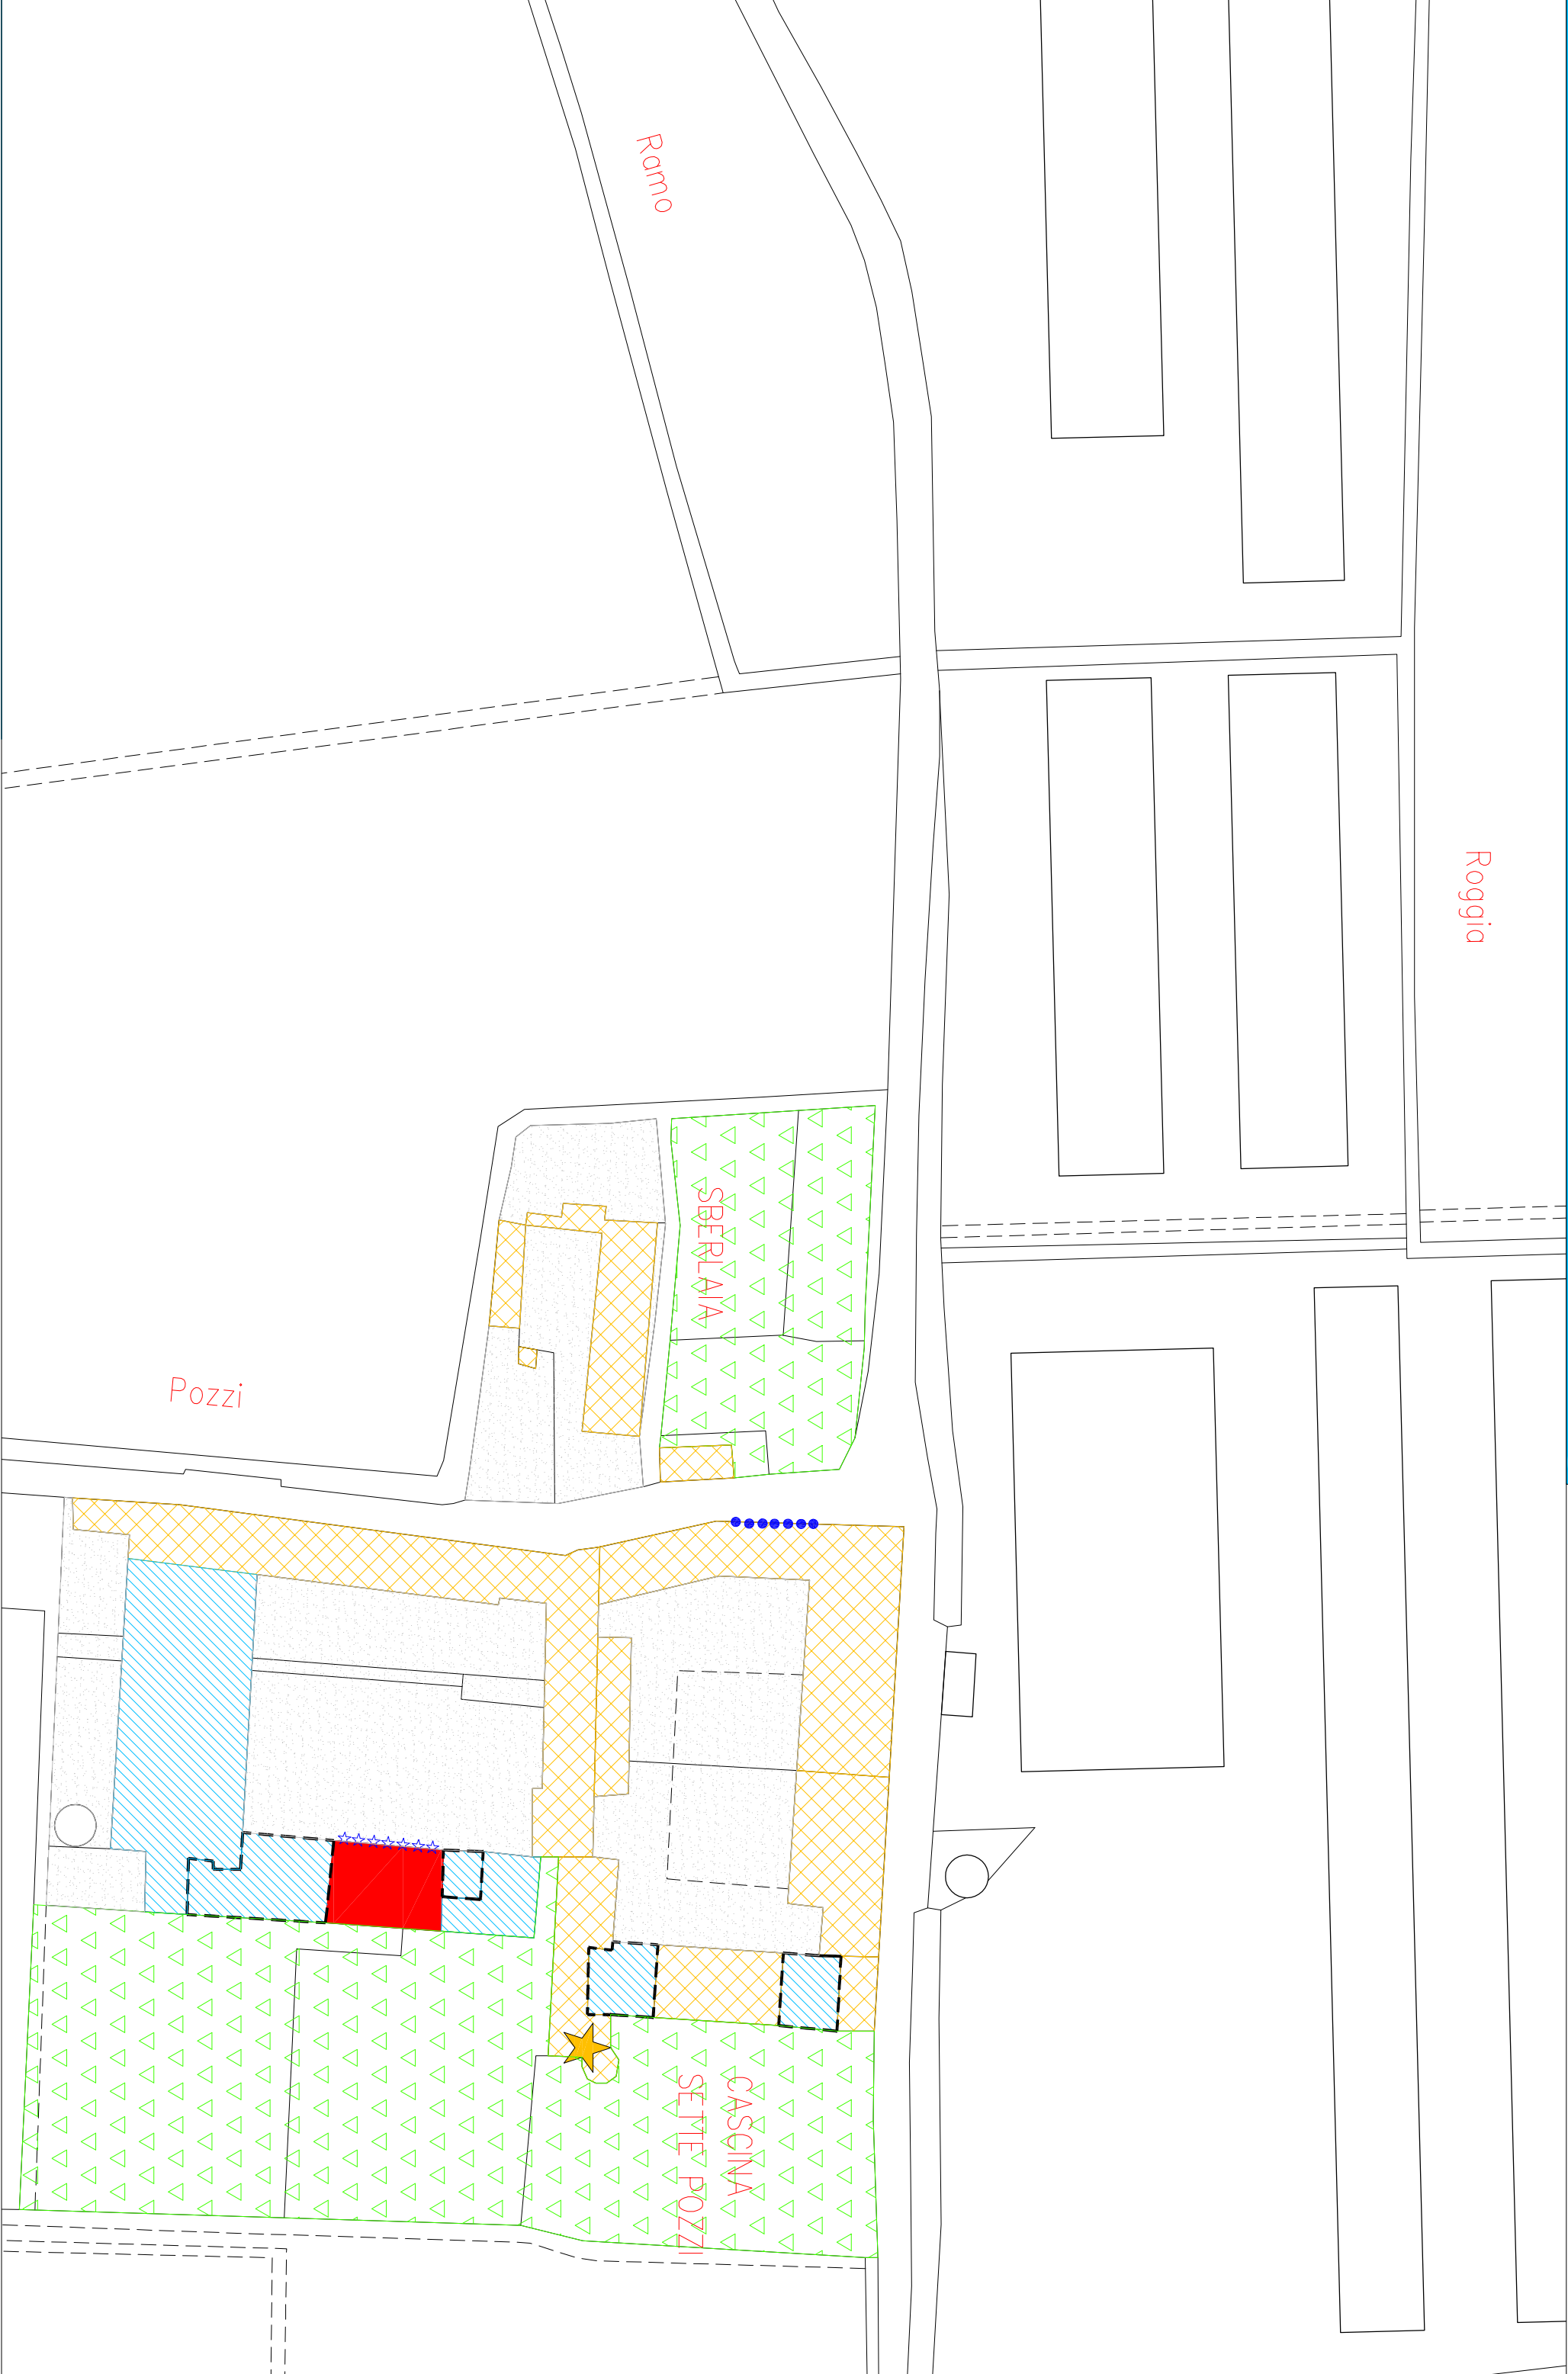 Ramo
Roggia
SBERLAIA
Pozzi
CASCINA
SETTE POZZI